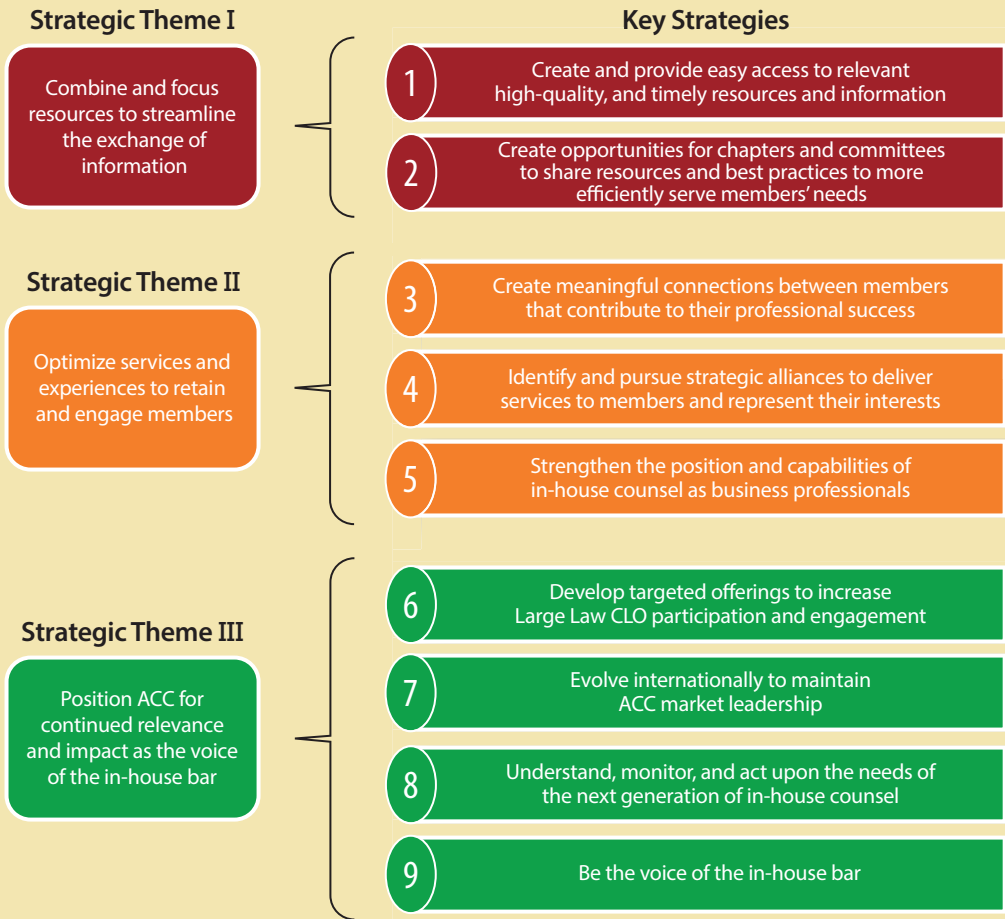 Strategic Theme I
Combine and focus
resources to streamline
the exchange of
information
Key Strategies
1
Create and provide easy access to relevant
high-quality, and timely resources and information
2
Create opportunities for chapters and committees
to share resources and best practices to more
efficiently serve members’ needs
Strategic Theme II
Optimize services and
experiences to retain
and engage members
3
Create meaningful connections between members
that contribute to their professional success
4
Identify and pursue strategic alliances to deliver
services to members and represent their interests
5
Strengthen the position and capabilities of
in-house counsel as business professionals
Strategic Theme III
Position ACC for
continued relevance
and impact as the voice
of the in-house bar
6
Develop targeted offerings to increase
Large Law CLO participation and engagement
7
Evolve internationally to maintain
ACC market leadership
8
Understand, monitor, and act upon the needs of
the next generation of in-house counsel
9
Be the voice of the in-house bar